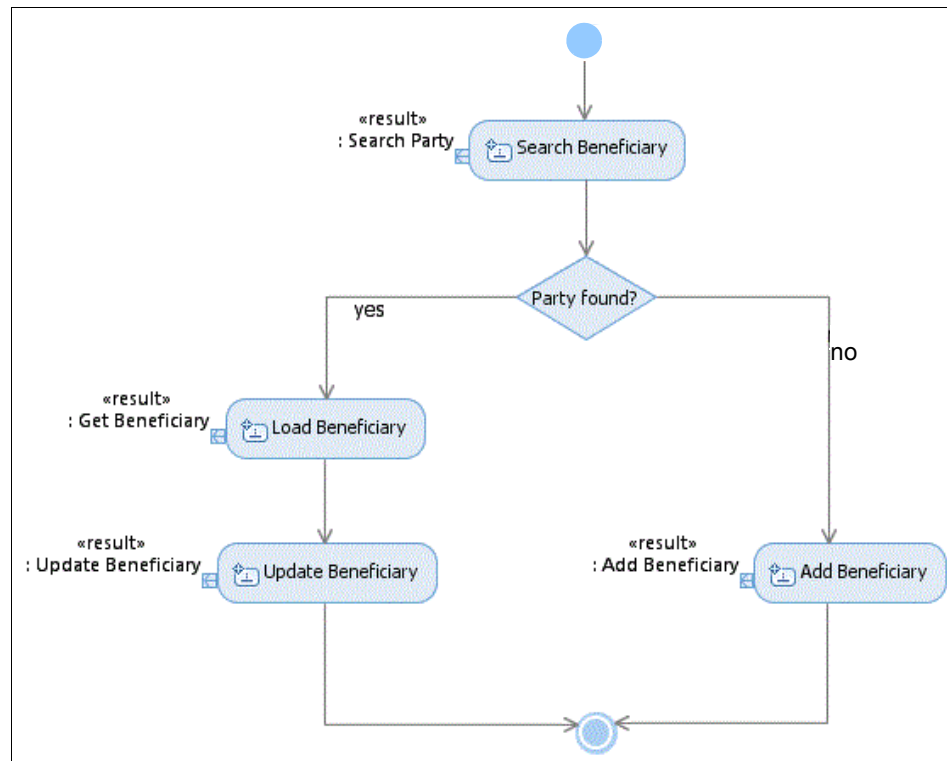 «result»
: Search Party
Search Beneficiary
Party found?
yes
no
«result»
: Get Beneficiary
Load Beneficiary
«result»
: Update Beneficiary
Update Beneficiary
«result»
: Add Beneficiary
Add Beneficiary